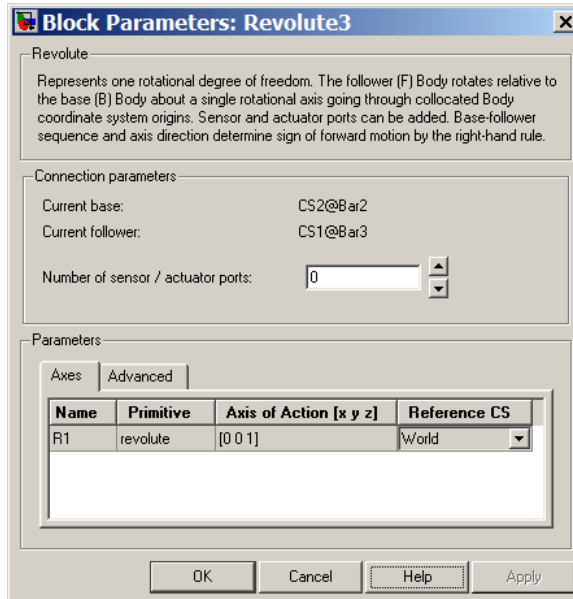 Block Parameters: Revolute3
Revolute
Represents one rotational degree of freedom. The follower (F) Body rotates relative to
the base (B) Body about a single rotational axis going through collocated Body
coordinate system origins. Sensor and actuator ports can be added. Base-follower
sequence and axis direction determine sign of forward motion by the right-hand rule.
Connection parameters
Current base: CS2@Bar2
Current follower: CS1@Bar3
Number of sensor / actuator ports: 0
Parameters
Axes Advanced
Name Primitive Axis of Action [x y z] Reference CS
R1 revolute [0 0 1] World
OK Cancel Help Apply